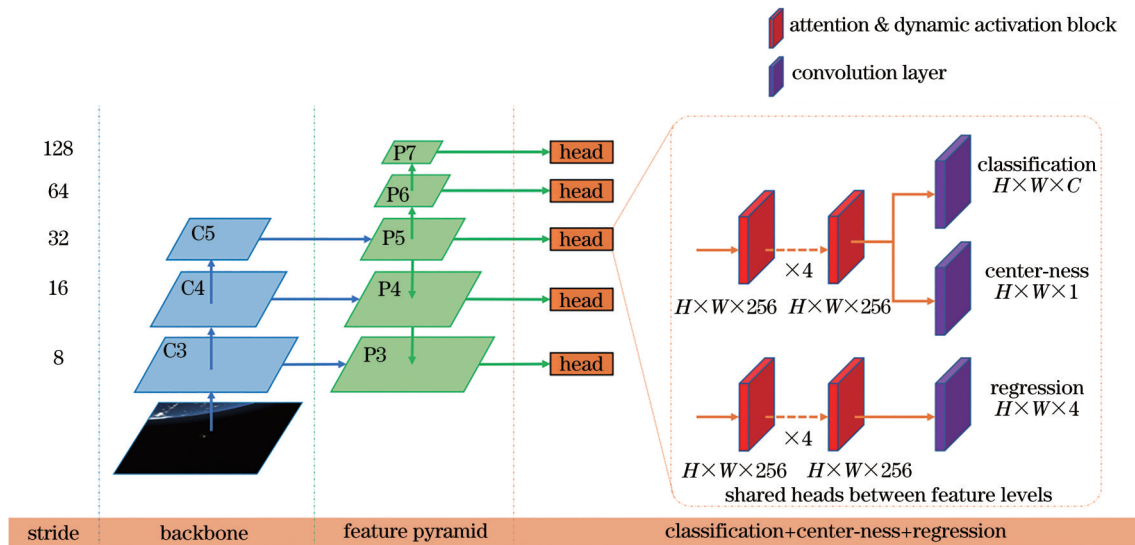 attention & dynamic activation block
convolution layer
128
64
32
16
8
C5
C4
C3
P7
P6
P5
P4
P3
head
head
head
head
head
classification
H×W×C
×4
H×W×256
H×W×256
center-ness
H×W×1
regression
H×W×4
×4
H×W×256
H×W×256
shared heads between feature levels
stride
backbone
feature pyramid
classification+center-ness+regression